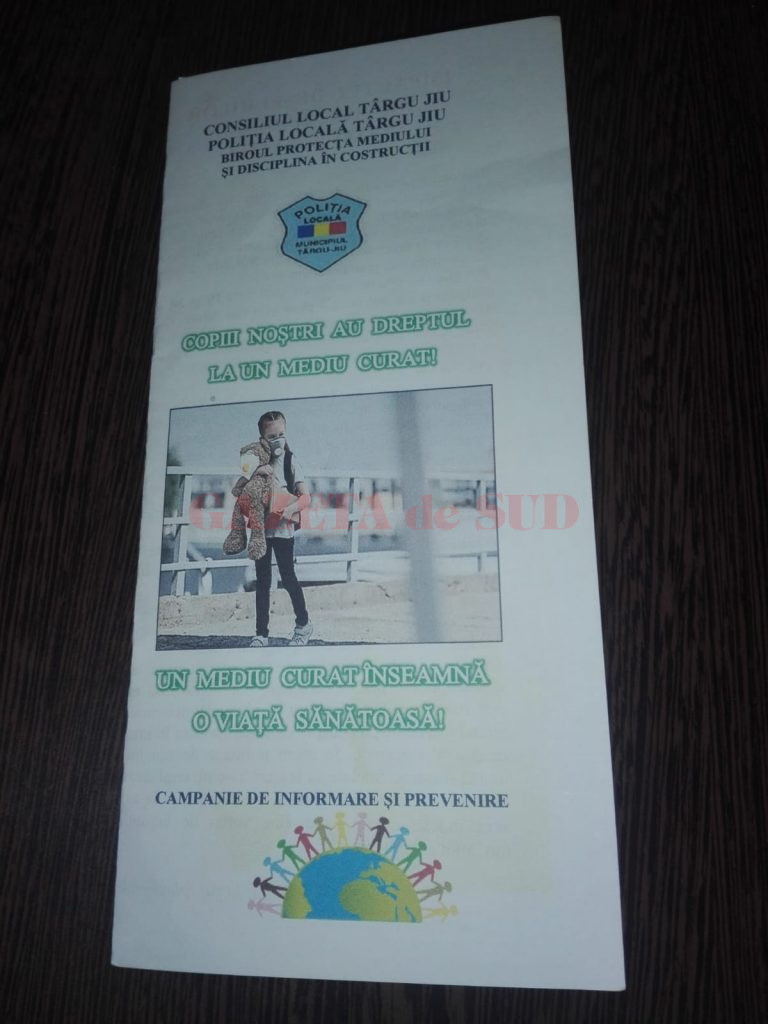 CONSILIUL LOCAL TÂRGU JIU
POLIȚIA LOCALĂ TÂRGU JIU
BIROUL PROTECȚA MEDIULUI
ȘI DISCIPLINA ÎN COSTRUCȚII
POLIȚIA
LOCALĂ
MUNICIPIUL
TÂRGU-JIU
COPIII NOȘTRI AU DREPTUL
LA UN MEDIU CURAT!
GAZETA de SUD
UN MEDIU CURAT ÎNSEAMNĂ
O VIAȚĂ SĂNĂTOASĂ!
CAMPANIE DE INFORMARE ȘI PREVENIRE